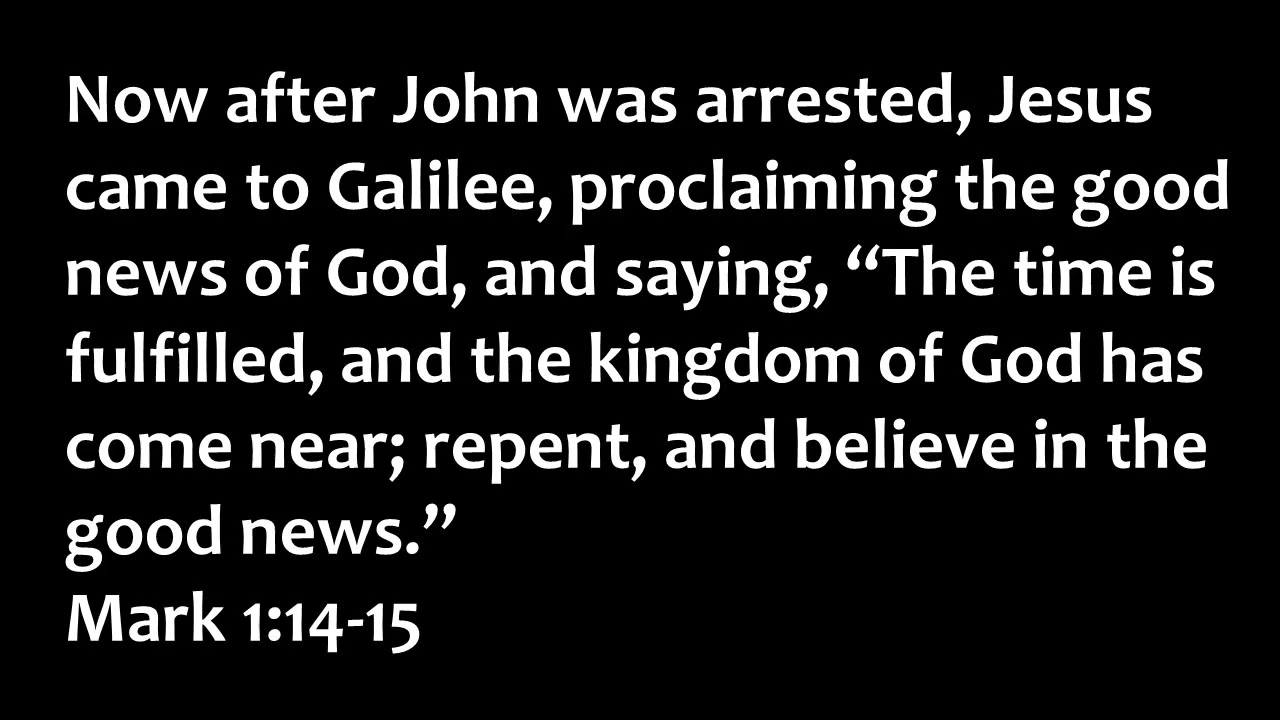 Now after John was arrested, Jesus
came to Galilee, proclaiming the good
news of God, and saying, “The time is
fulfilled, and the kingdom of God has
come near; repent, and believe in the
good news.”
Mark 1:14-15